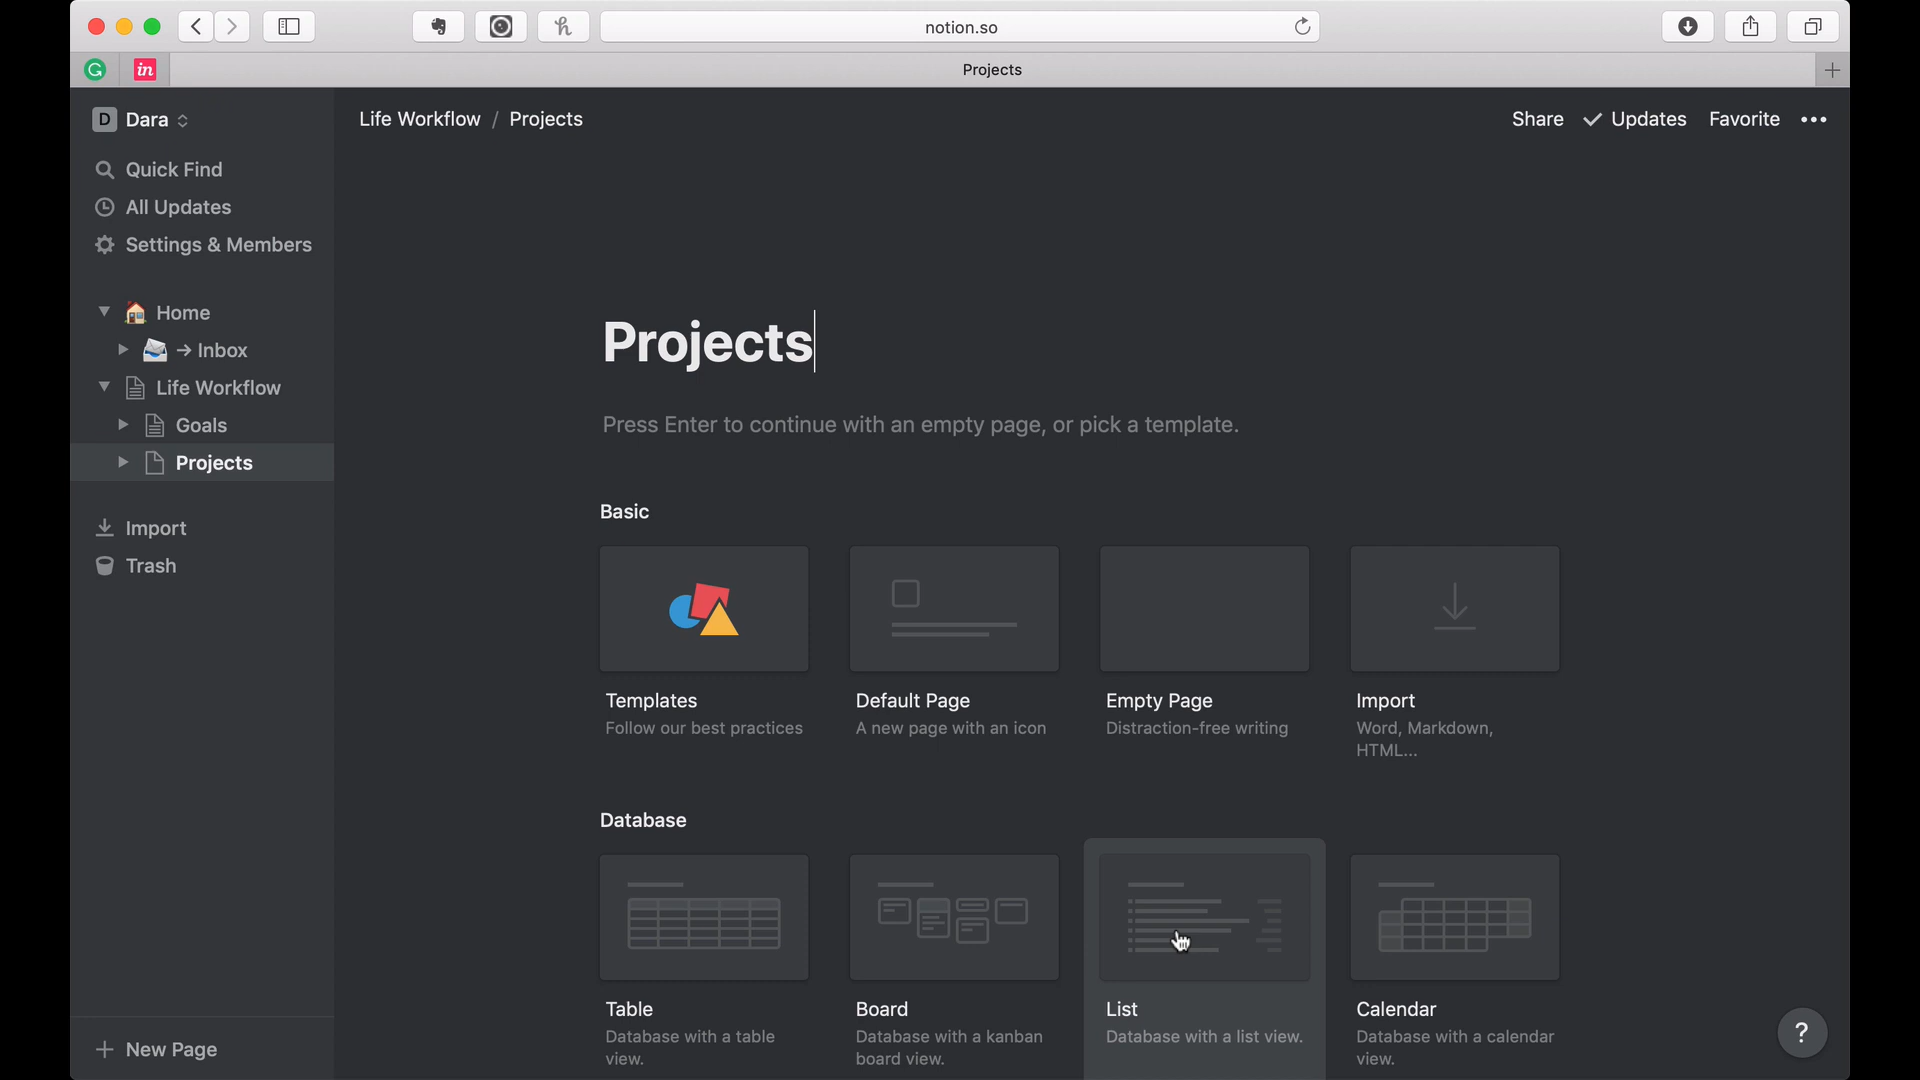 notion.so
G
in
Projects
D Dara
Life Workflow / Projects
Share Updates Favorite •••
Quick Find
All Updates
Settings & Members
Home
→ Inbox
Life Workflow
Goals
Projects
Import
Trash
+ New Page
Projects
Press Enter to continue with an empty page, or pick a template.
Basic
Templates
Follow our best practices
Default Page
A new page with an icon
Empty Page
Distraction-free writing
Import
Word, Markdown,
HTML...
Database
Table
Database with a table
view.
Board
Database with a kanban
board view.
List
Database with a list view.
Calendar
Database with a calendar
view.
?